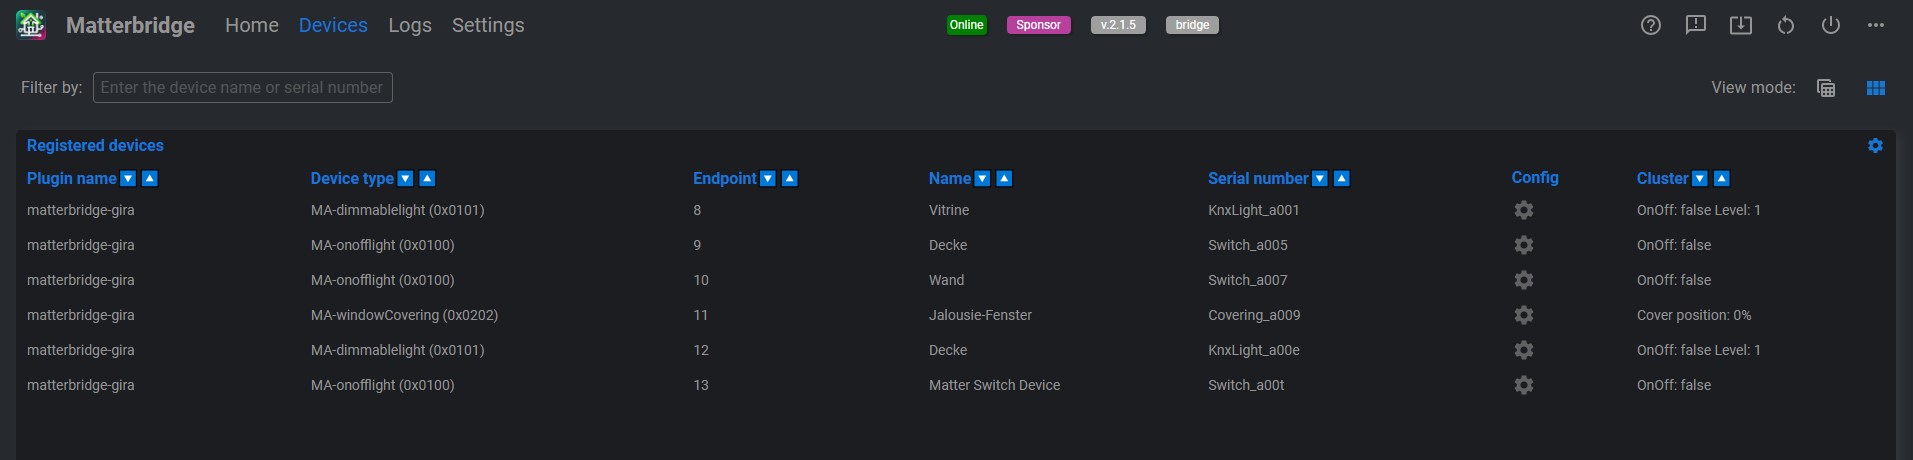 Matterbridge Home Devices Logs Settings Online Sponsor v.2.1.5 bridge
Filter by: Enter the device name or serial number View mode:
Registered devices
Plugin name Device type Endpoint Name Serial number Config Cluster
matterbridge-gira MA-dimmablelight (0x0101) 8 Vitrine KnxLight_a001 OnOff: false Level: 1
matterbridge-gira MA-onofflight (0x0100) 9 Decke Switch_a005 OnOff: false
matterbridge-gira MA-onofflight (0x0100) 10 Wand Switch_a007 OnOff: false
matterbridge-gira MA-windowCovering (0x0202) 11 Jalousie-Fenster Covering_a009 Cover position: 0%
matterbridge-gira MA-dimmablelight (0x0101) 12 Decke KnxLight_a00e OnOff: false Level: 1
matterbridge-gira MA-onofflight (0x0100) 13 Matter Switch Device Switch_a00t OnOff: false